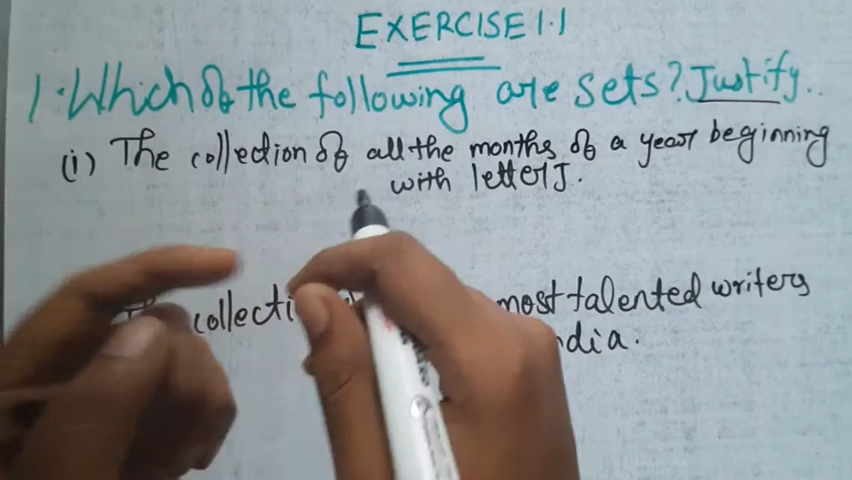 EXERCISE 1.1
1. Which of the following are sets? Justify..
(i) The collection of all the months of a year beginning
with letter J.
collecti most talented writers
dia.